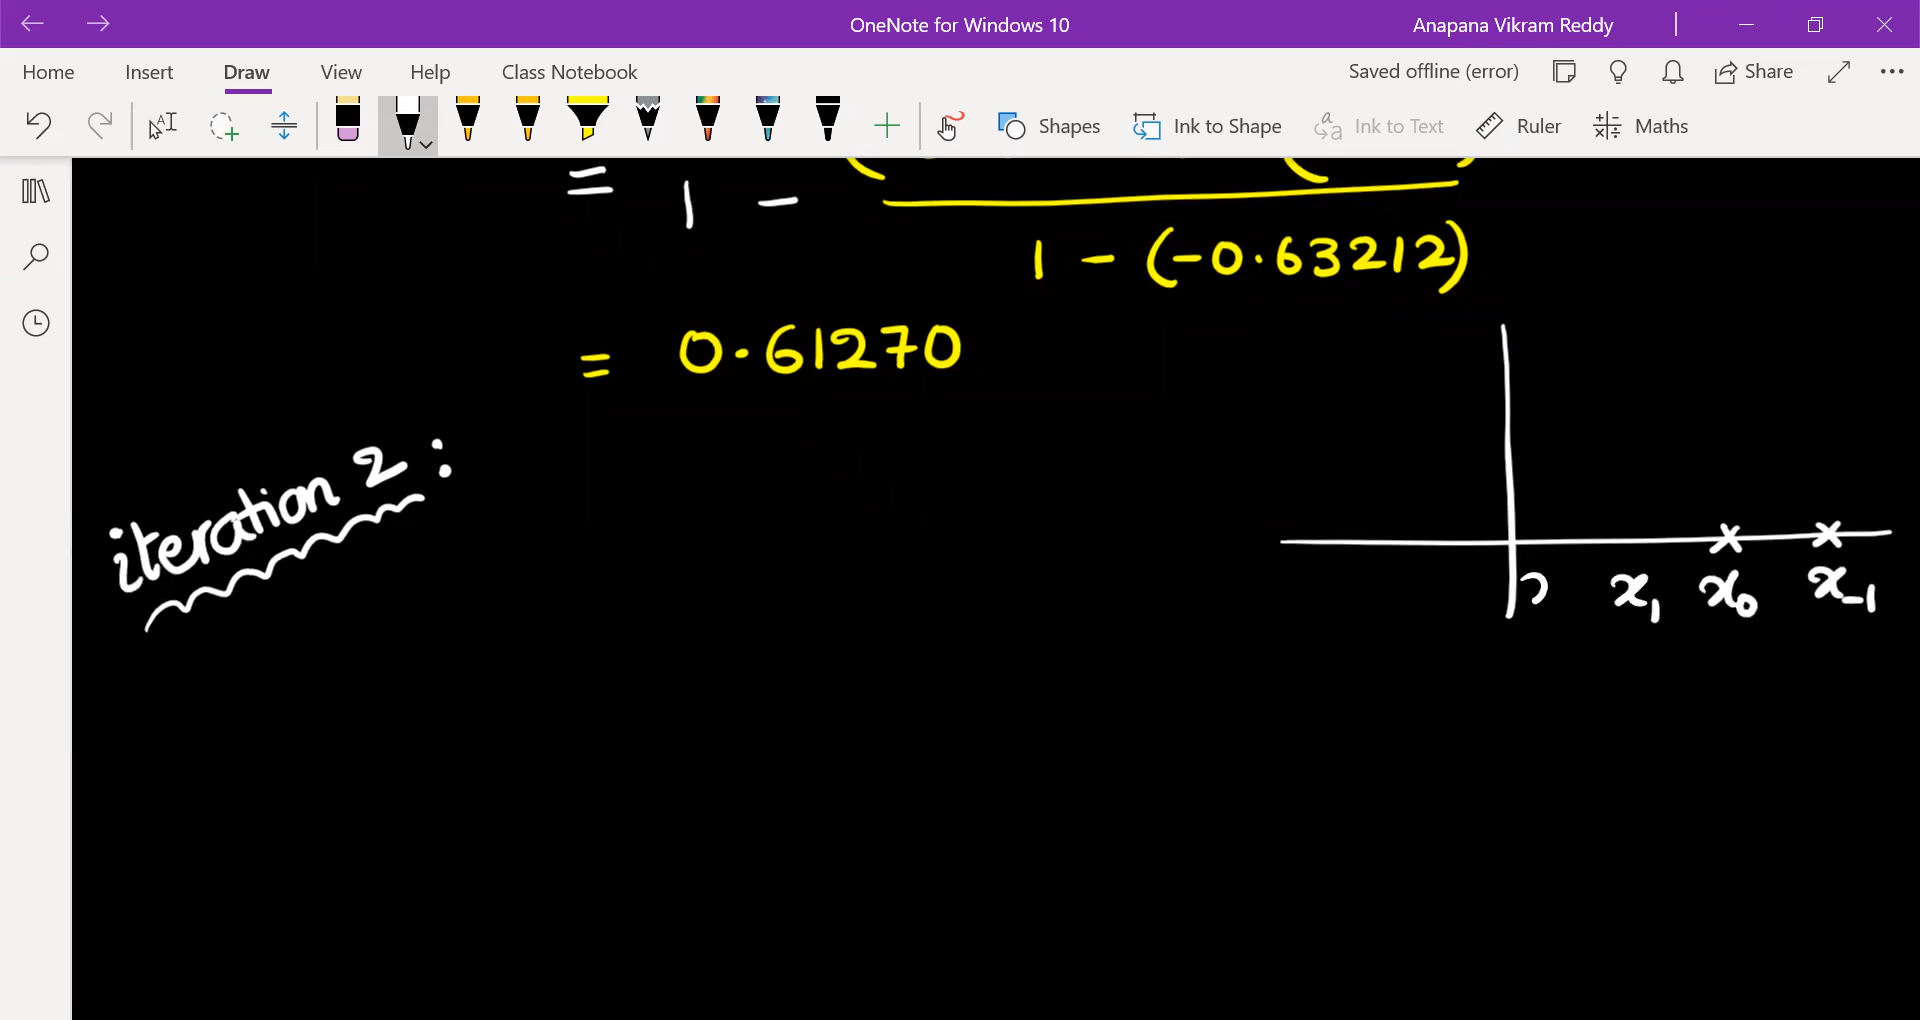 OneNote for Windows 10
Anapana Vikram Reddy
Home Insert Draw View Help Class Notebook
Saved offline (error) Share
Shapes Ink to Shape Ink to Text Ruler Maths
= 1 -
1 - (-0.63212)
= 0.61270
iteration 2 :
x₁ x₀ x₋₁